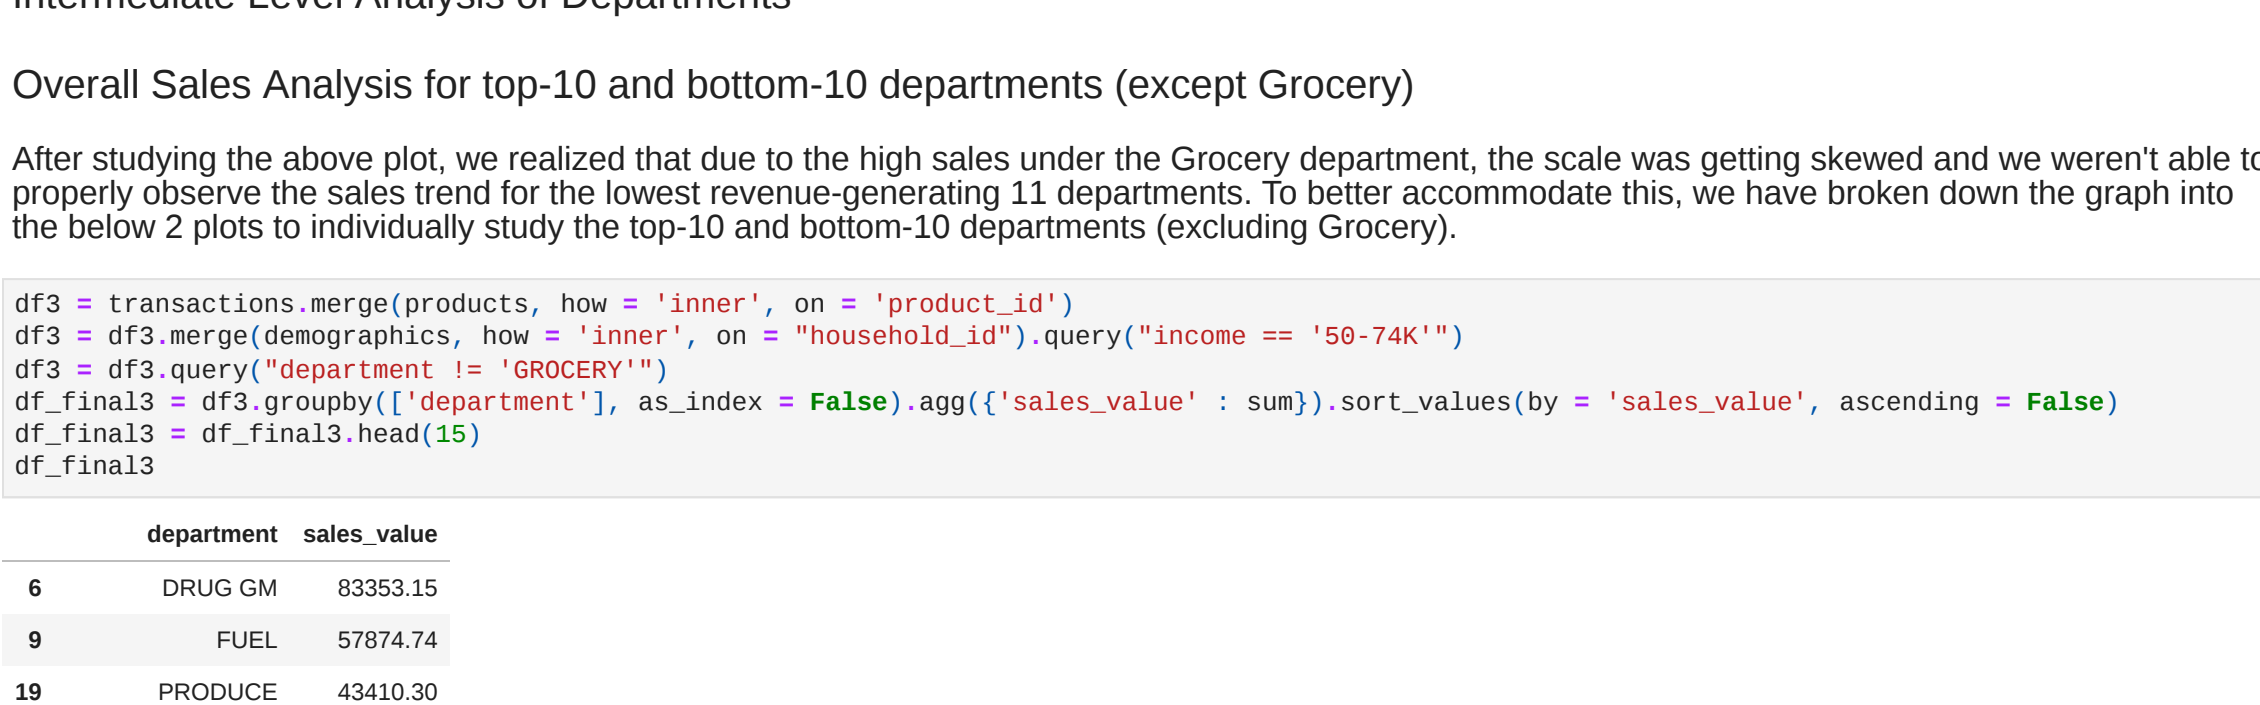 Intermediate Level Analysis of Departments
Overall Sales Analysis for top-10 and bottom-10 departments (except Grocery)
After studying the above plot, we realized that due to the high sales under the Grocery department, the scale was getting skewed and we weren't able to
properly observe the sales trend for the lowest revenue-generating 11 departments. To better accommodate this, we have broken down the graph into
the below 2 plots to individually study the top-10 and bottom-10 departments (excluding Grocery).
df3 = transactions.merge(products, how = 'inner', on = 'product_id')
df3 = df3.merge(demographics, how = 'inner', on = "household_id").query("income == '50-74K'")
df3 = df3.query("department != 'GROCERY'")
df_final3 = df3.groupby(['department'], as_index = False).agg({'sales_value' : sum}).sort_values(by = 'sales_value', ascending = False)
df_final3 = df_final3.head(15)
df_final3
department sales_value
6 DRUG GM 83353.15
9 FUEL 57874.74
19 PRODUCE 43410.30